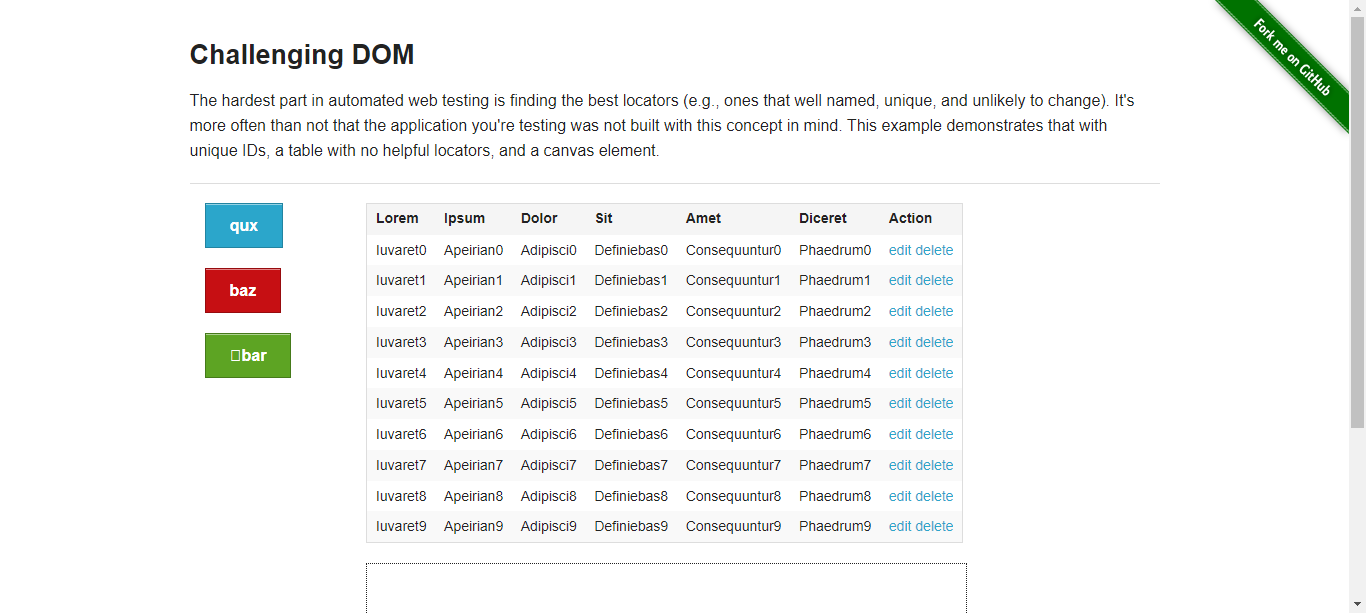 Fork me on GitHub
Challenging DOM
The hardest part in automated web testing is finding the best locators (e.g., ones that well named, unique, and unlikely to change). It's
more often than not that the application you're testing was not built with this concept in mind. This example demonstrates that with
unique IDs, a table with no helpful locators, and a canvas element.
qux
baz
bar
Lorem Ipsum Dolor Sit Amet Diceret Action
Iuvaret0 Apeirian0 Adipisci0 Definiebas0 Consequuntur0 Phaedrum0 edit delete
Iuvaret1 Apeirian1 Adipisci1 Definiebas1 Consequuntur1 Phaedrum1 edit delete
Iuvaret2 Apeirian2 Adipisci2 Definiebas2 Consequuntur2 Phaedrum2 edit delete
Iuvaret3 Apeirian3 Adipisci3 Definiebas3 Consequuntur3 Phaedrum3 edit delete
Iuvaret4 Apeirian4 Adipisci4 Definiebas4 Consequuntur4 Phaedrum4 edit delete
Iuvaret5 Apeirian5 Adipisci5 Definiebas5 Consequuntur5 Phaedrum5 edit delete
Iuvaret6 Apeirian6 Adipisci6 Definiebas6 Consequuntur6 Phaedrum6 edit delete
Iuvaret7 Apeirian7 Adipisci7 Definiebas7 Consequuntur7 Phaedrum7 edit delete
Iuvaret8 Apeirian8 Adipisci8 Definiebas8 Consequuntur8 Phaedrum8 edit delete
Iuvaret9 Apeirian9 Adipisci9 Definiebas9 Consequuntur9 Phaedrum9 edit delete